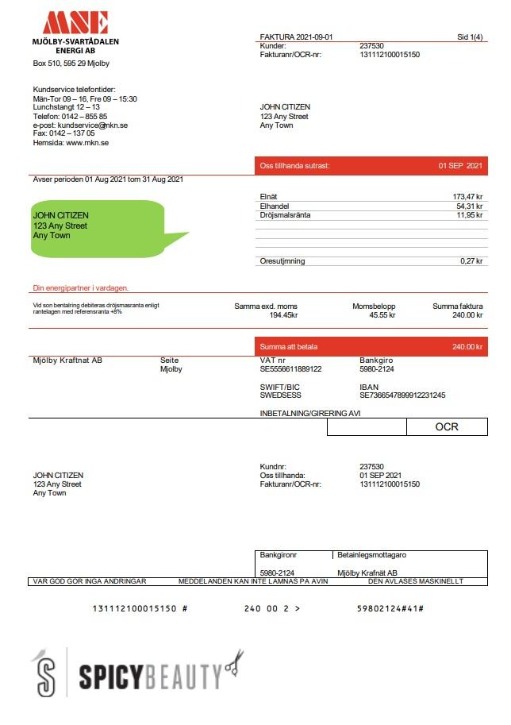 MSE
MJÖLBY-SVARTÅDALEN
ENERGI AB
Box 510, 595 29 Mjolby
FAKTURA 2021-09-01 Sid 1(4)
Kunder: 237530
Fakturanr/OCR-nr: 131112100015150
Kundservice telefontider:
Mån-Tor 09 – 16, Fre 09 – 15:30
Lunchstangt 12 – 13
Telefon: 0142 – 855 85
e-post: kundservice@mkn.se
Fax: 0142 – 137 05
Hemsida: www.mkn.se
JOHN CITIZEN
123 Any Street
Any Town
Oss tillhanda sutrast: 01 SEP 2021
Avser perioden 01 Aug 2021 tom 31 Aug 2021
Elnät 173,47 kr
Elhandel 54,31 kr
Dröjsmalsränta 11,95 kr
JOHN CITIZEN
123 Any Street
Any Town
Oresutjmning 0,27 kr
Din energipartner i vardagen.
Vid son bentalring debiteras dröjmasranta enligt
rantelagen med referensranta +8%
Samma exd. moms Momsbelopp Summa faktura
194.45kr 45.55 kr 240.00 kr
Summa att betala 240.00 kr
Mjölby Kraftnat AB Seite VAT nr Bankgiro
Mjolby SE5556611889122 5980-2124
SWIFT/BIC IBAN
SWEDSESS SE7366547899912231245
INBETALNING/GIRERING AVI
OCR
JOHN CITIZEN
123 Any Street
Any Town
Kundnr: 237530
Oss tillhanda: 01 SEP 2021
Fakturanr/OCR-nr: 131112100015150
Bankgironr Betainlegsmottagaro
5980-2124 Mjölby Krafnät AB
VAR GOD GOR INGA ANDRINGAR MEDDELANDEN KAN INTE LAMNAS PA AVIN DEN AVLASES MASKINELLT
131112100015150 # 240 00 2 > 59802124#41#
SPICYBEAUTY